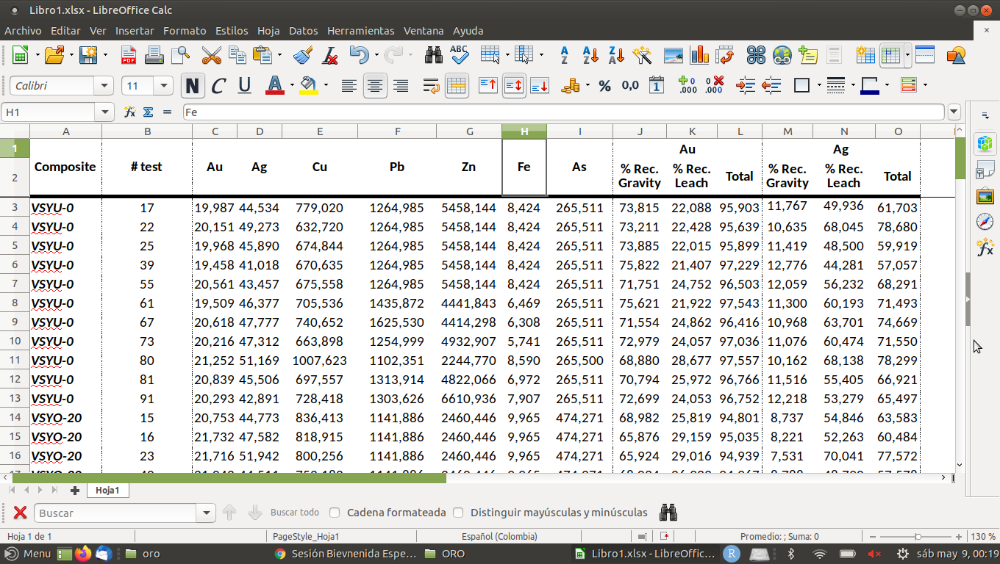 Libro1.xlsx - LibreOffice Calc
Archivo Editar Ver Insertar Formato Estilos Hoja Datos Herramientas Ventana Ayuda
Calibri 11
H1 Fe
A B C D E F G H I J K L M N O
1 Au Ag
2 Composite # test Au Ag Cu Pb Zn Fe As % Rec. Gravity % Rec. Leach Total % Rec. Gravity % Rec. Leach Total
3 VSYU-0 17 19,987 44,534 779,020 1264,985 5458,144 8,424 265,511 73,815 22,088 95,903 11,767 49,936 61,703
4 VSYU-0 22 20,151 49,273 632,720 1264,985 5458,144 8,424 265,511 73,211 22,428 95,639 10,635 68,045 78,680
5 VSYU-0 25 19,968 45,890 674,844 1264,985 5458,144 8,424 265,511 73,885 22,015 95,899 11,419 48,500 59,919
6 VSYU-0 39 19,458 41,018 670,635 1264,985 5458,144 8,424 265,511 75,822 21,407 97,229 12,776 44,281 57,057
7 VSYU-0 55 20,561 43,457 675,558 1264,985 5458,144 8,424 265,511 71,751 24,752 96,503 12,059 56,232 68,291
8 VSYU-0 61 19,509 46,377 705,536 1435,872 4441,843 6,469 265,511 75,621 21,922 97,543 11,300 60,193 71,493
9 VSYU-0 67 20,618 47,777 740,652 1625,530 4414,298 6,308 265,511 71,554 24,862 96,416 10,968 63,701 74,669
10 VSYU-0 73 20,216 47,312 663,898 1254,999 4932,907 5,741 265,511 72,979 24,057 97,036 11,076 60,474 71,550
11 VSYU-0 80 21,252 51,169 1007,623 1102,351 2244,770 8,590 265,500 68,880 28,677 97,557 10,162 68,138 78,299
12 VSYU-0 81 20,839 45,506 697,557 1313,914 4822,066 6,972 265,511 70,794 25,972 96,766 11,516 55,405 66,921
13 VSYU-0 91 20,293 42,891 728,418 1303,626 6610,936 7,907 265,511 72,699 24,053 96,752 12,218 53,279 65,497
14 VSYO-20 15 20,753 44,773 836,413 1141,886 2460,446 9,965 474,271 68,982 25,819 94,801 8,737 54,846 63,583
15 VSYO-20 16 21,732 47,582 818,915 1141,886 2460,446 9,965 474,271 65,876 29,159 95,035 8,221 52,263 60,484
16 VSYO-20 23 21,716 51,942 800,256 1141,886 2460,446 9,965 474,271 65,924 29,016 94,939 7,531 70,041 77,572
Hoja1
Buscar Buscar todo Cadena formateada Distinguir mayúsculas y minúsculas
Hoja 1 de 1 PageStyle_Hoja1 Español (Colombia) Promedio: ; Suma: 0 130 %
Menu oro Sesión Bievnenida Espe... ORO Libro1.xlsx - LibreOffic... R sáb may 9, 00:19